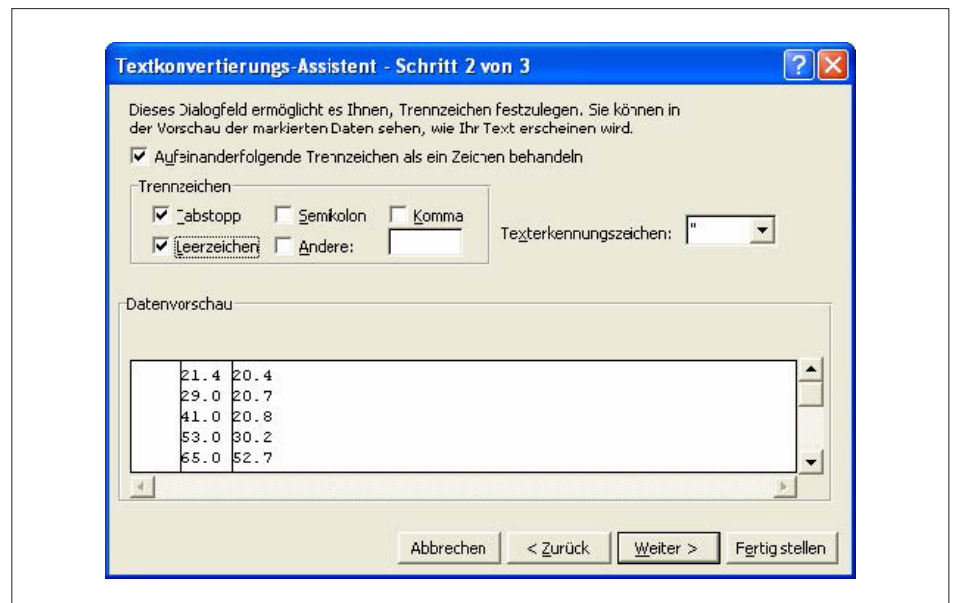 Textkonvertierungs-Assistent - Schritt 2 von 3
Dieses Dialogfeld ermöglicht es Ihnen, Trennzeichen festzulegen. Sie können in
der Vorschau der markierten Daten sehen, wie Ihr Text erscheinen wird.
Aufeinanderfolgende Trennzeichen als ein Zeichen behandeln
Trennzeichen
Tabstopp Semikolon Komma
Leerzeichen Andere:
Texterkennungszeichen: "
Datenvorschau
21.4 20.4
29.0 20.7
41.0 20.8
53.0 30.2
65.0 52.7
Abbrechen < Zurück Weiter > Fertig stellen